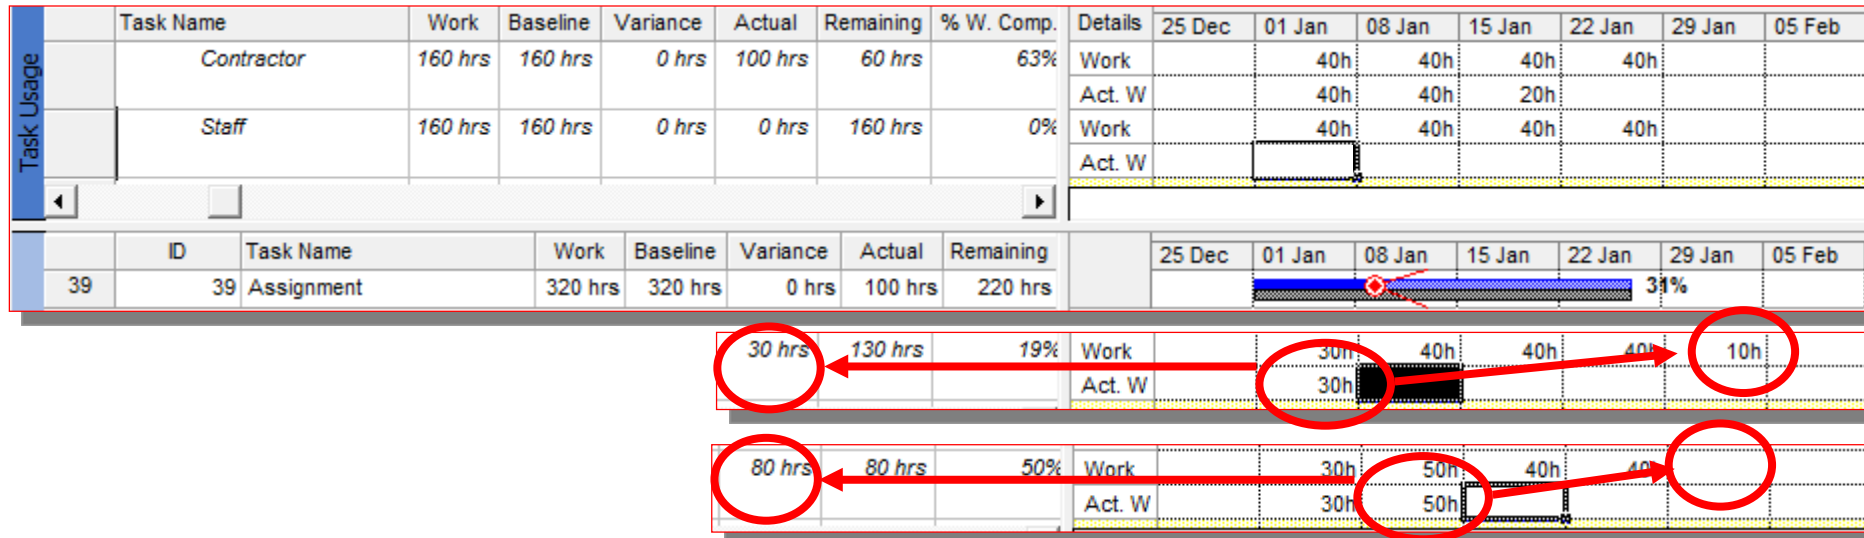 Task Usage
Task Name Work Baseline Variance Actual Remaining % W. Comp. Details 25 Dec 01 Jan 08 Jan 15 Jan 22 Jan 29 Jan 05 Feb
Contractor 160 hrs 160 hrs 0 hrs 100 hrs 60 hrs 63% Work 40h 40h 40h 40h
Act. W 40h 40h 20h
Staff 160 hrs 160 hrs 0 hrs 0 hrs 160 hrs 0% Work 40h 40h 40h 40h
Act. W
ID Task Name Work Baseline Variance Actual Remaining 25 Dec 01 Jan 08 Jan 15 Jan 22 Jan 29 Jan 05 Feb
39 39 Assignment 320 hrs 320 hrs 0 hrs 100 hrs 220 hrs 31%
30 hrs 130 hrs 19% Work 30h 40h 40h 40h 10h
Act. W 30h
80 hrs 80 hrs 50% Work 30h 50h 40h 40h
Act. W 30h 50h